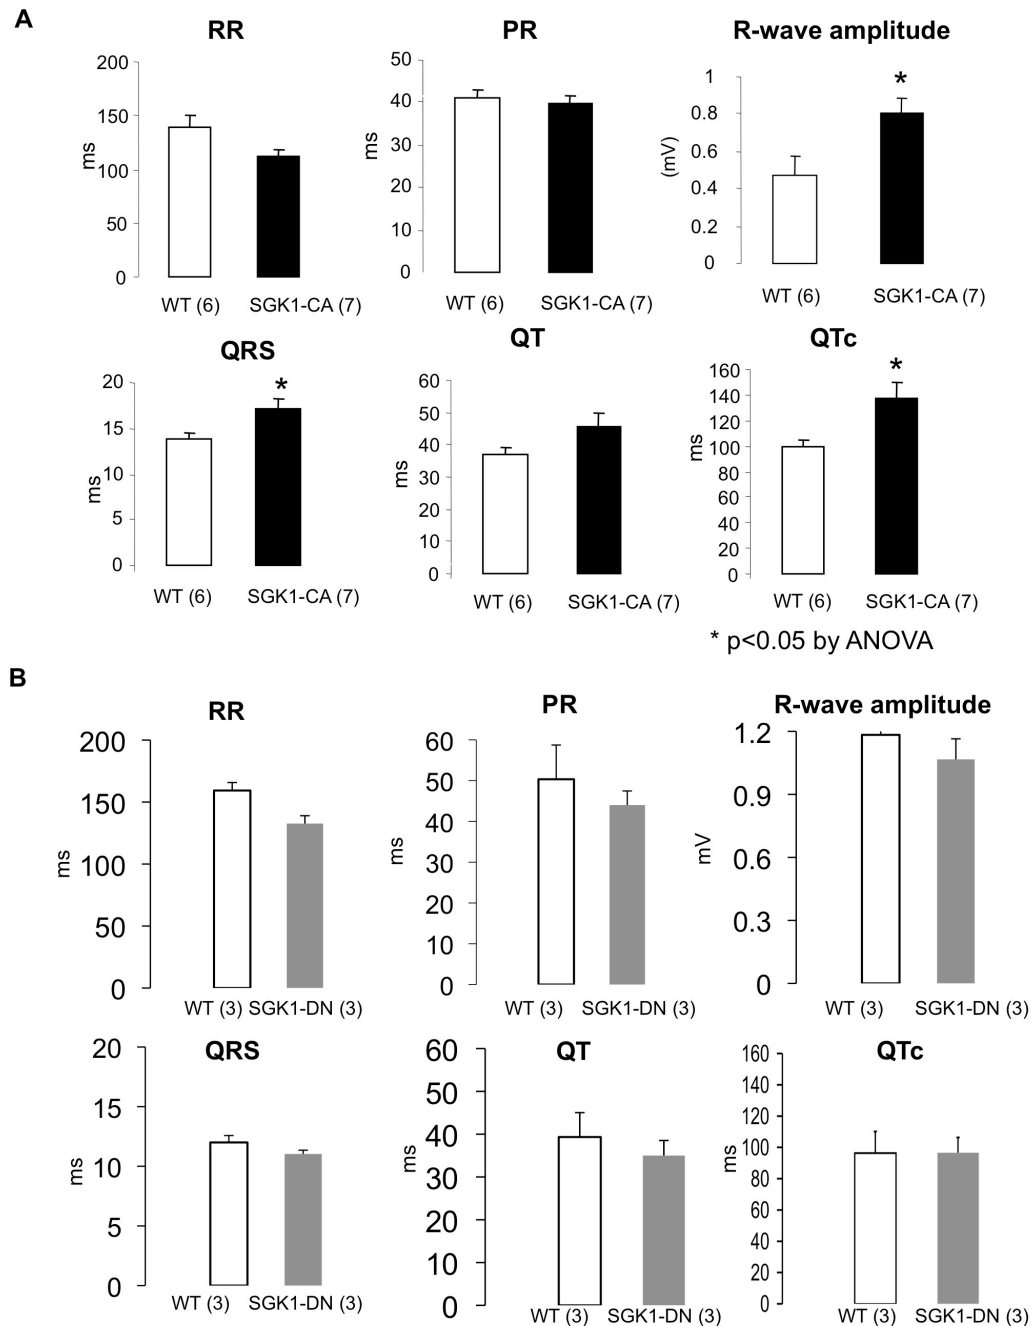 A
RR
200
150
100
50
0
ms
WT (6)
SGK1-CA (7)
PR
50
40
30
20
10
0
ms
WT (6)
SGK1-CA (7)
R-wave amplitude
1
0.8
0.6
0.4
0.2
0
(mV)
*
WT (6)
SGK1-CA (7)
QRS
20
15
10
5
0
ms
*
WT (6)
SGK1-CA (7)
QT
60
50
40
30
20
10
0
ms
WT (6)
SGK1-CA (7)
QTc
160
140
120
100
80
60
40
20
0
ms
*
WT (6)
SGK1-CA (7)
* p<0.05 by ANOVA
B
RR
200
150
100
50
0
ms
WT (3) SGK1-DN (3)
PR
60
50
40
30
20
10
0
ms
WT (3) SGK1-DN (3)
R-wave amplitude
1.2
0.9
0.6
0.3
0
mV
WT (3)
SGK1-DN (3)
QRS
20
15
10
5
0
ms
WT (3) SGK1-DN (3)
QT
60
50
40
30
20
10
0
ms
WT (3) SGK1-DN (3)
QTc
160
140
120
100
80
60
40
20
0
ms
WT (3) SGK1-DN (3)